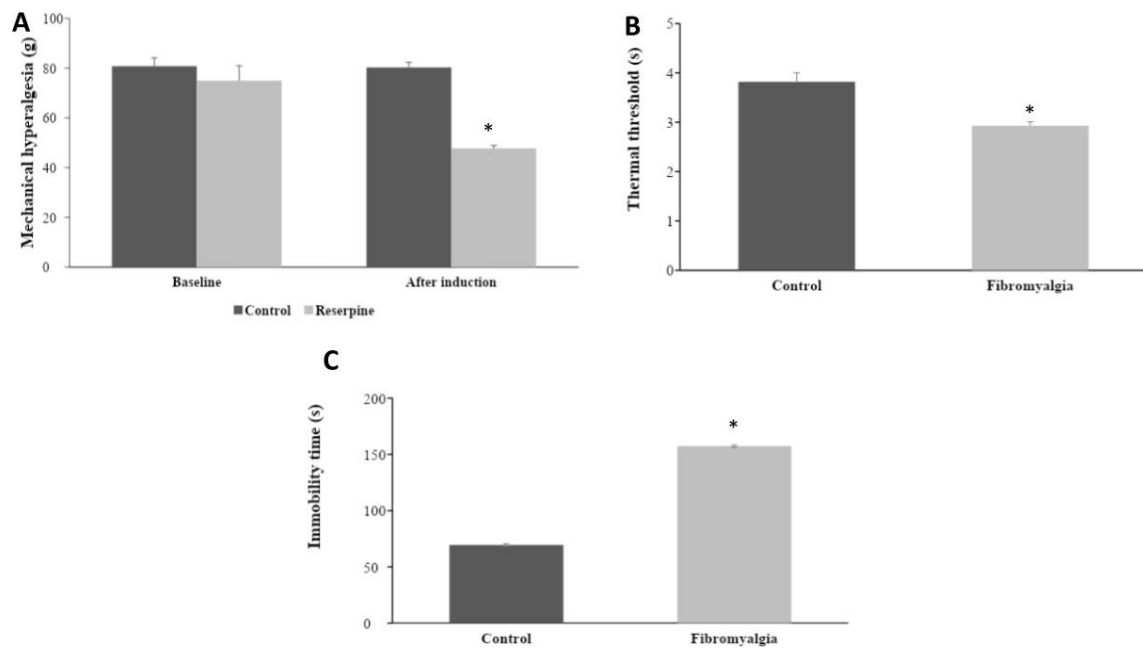 A
Mechanical hyperalgesia (g)
100
80
60
40
20
0
*
Baseline
After induction
Control
Reserpine
B
Thermal threshold (s)
5
4
3
2
1
0
*
Control
Fibromyalgia
C
Immobility time (s)
200
150
100
50
0
*
Control
Fibromyalgia